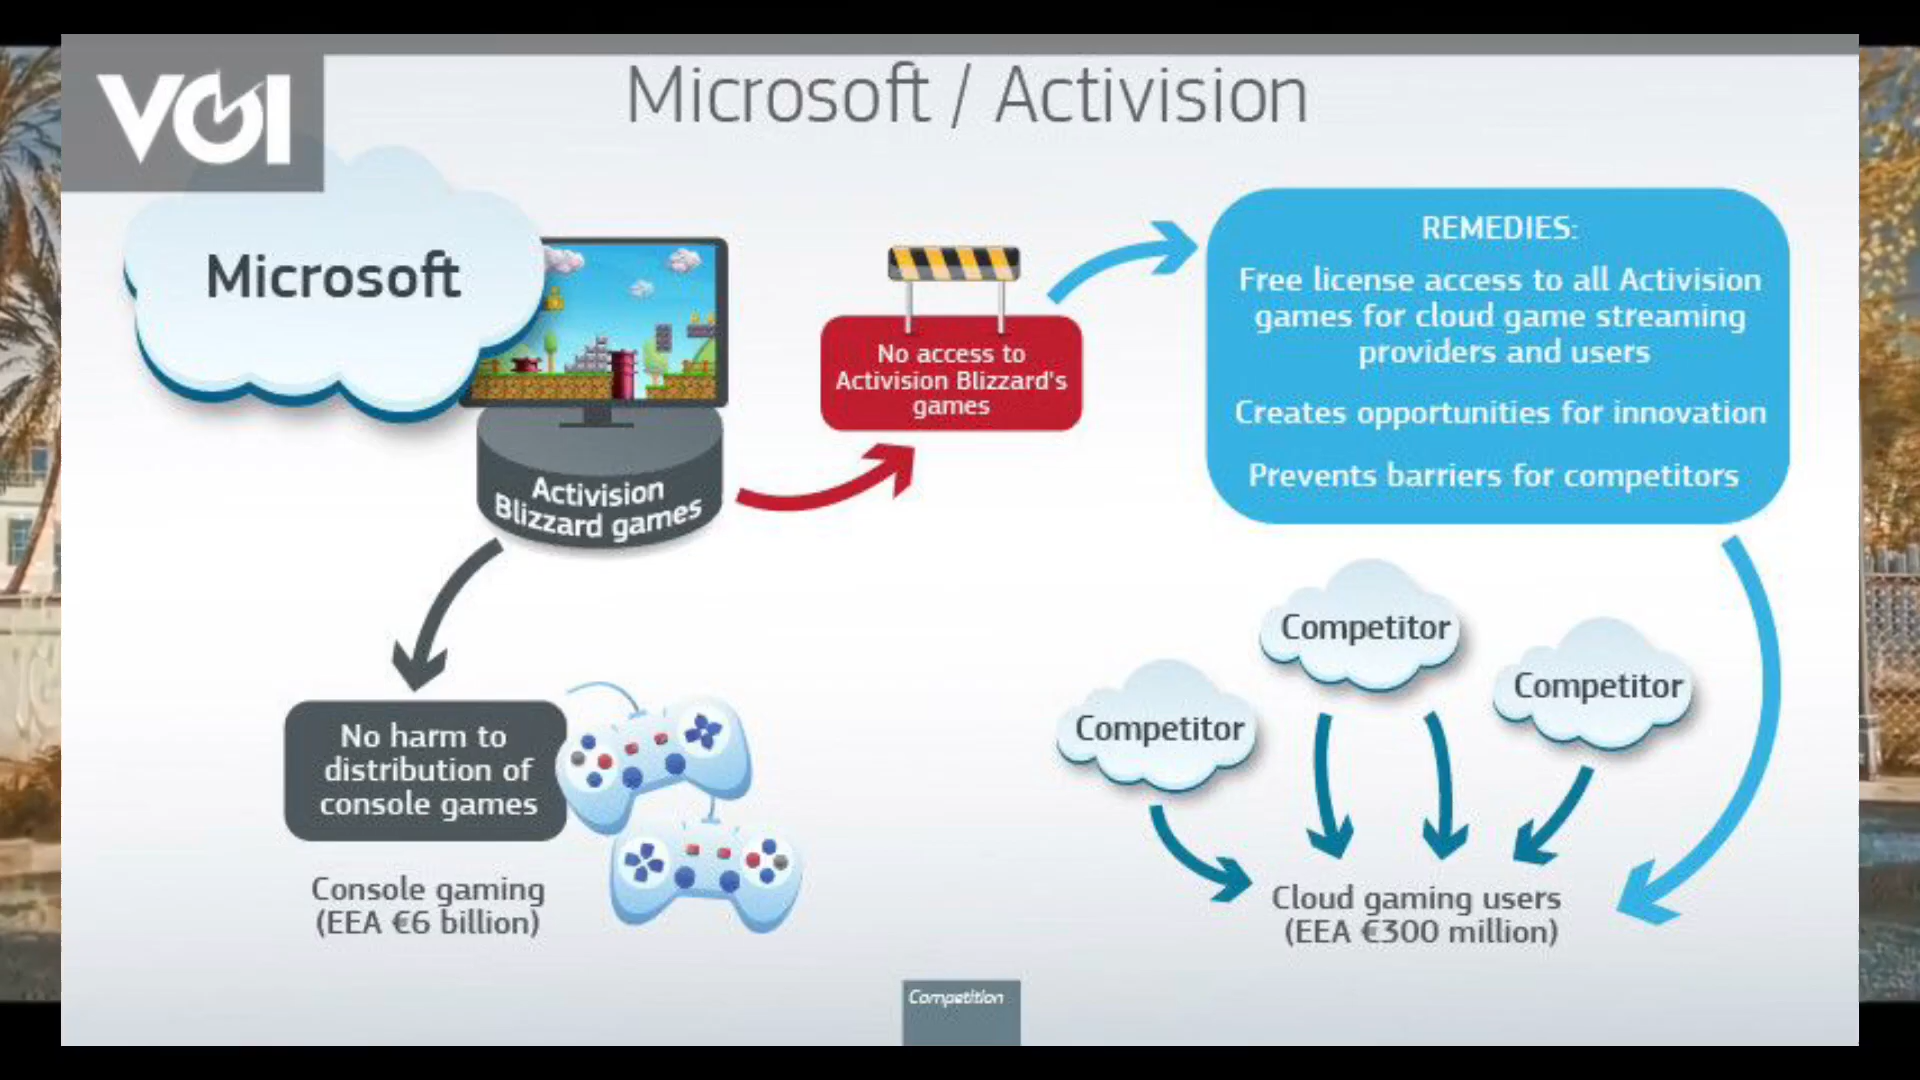 VOI
Microsoft / Activision
Microsoft
Activision
Blizzard games
No access to
Activision Blizzard's
games
REMEDIES:
Free license access to all Activision
games for cloud game streaming
providers and users
Creates opportunities for innovation
Prevents barriers for competitors
No harm to
distribution of
console games
Console gaming
(EEA €6 billion)
Competitor
Competitor
Competitor
Cloud gaming users
(EEA €300 million)
Competition